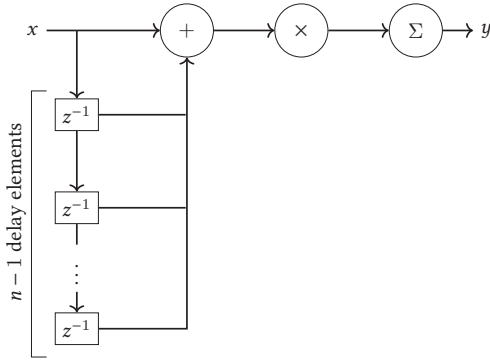 x + × Σ y
z⁻¹
z⁻¹
⋮
z⁻¹
n − 1 delay elements